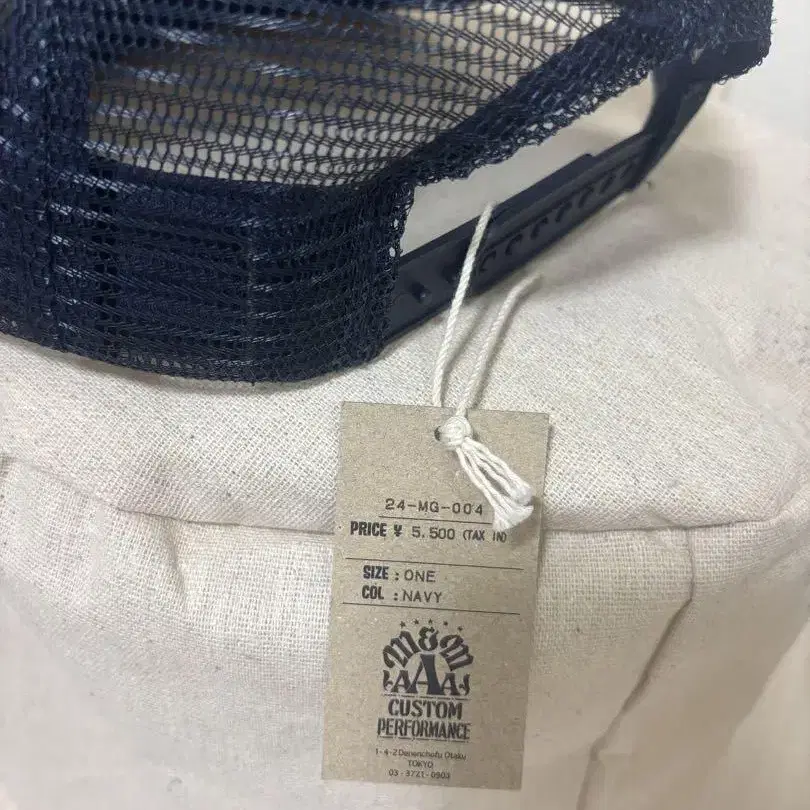 24-MG-004
PRICE ¥ 5,500 (TAX IN)
SIZE : ONE
COL : NAVY
M&M
AAA
CUSTOM
PERFORMANCE
1-4-2 Denenchofu Otaku
TOKYO
03-3721-0903